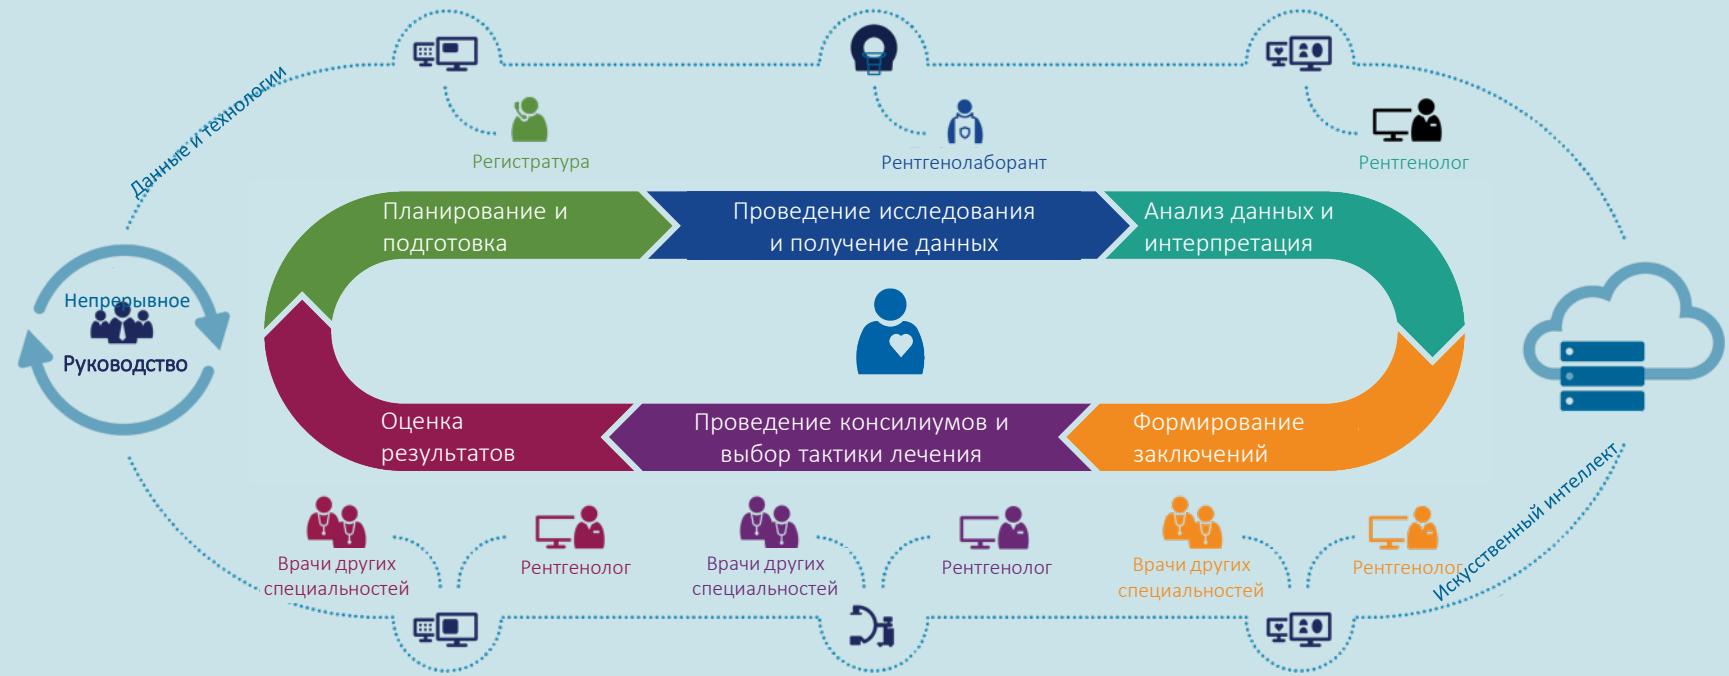 Данные и технологии
Регистратура
Рентгенолаборант
Рентгенолог
Планирование и
подготовка
Проведение исследования
и получение данных
Анализ данных и
интерпретация
Непрерывное
Руководство
Оценка
результатов
Проведение консилиумов и
выбор тактики лечения
Формирование
заключений
Врачи других
специальностей
Рентгенолог
Врачи других
специальностей
Рентгенолог
Врачи других
специальностей
Рентгенолог
Искусственный интеллект